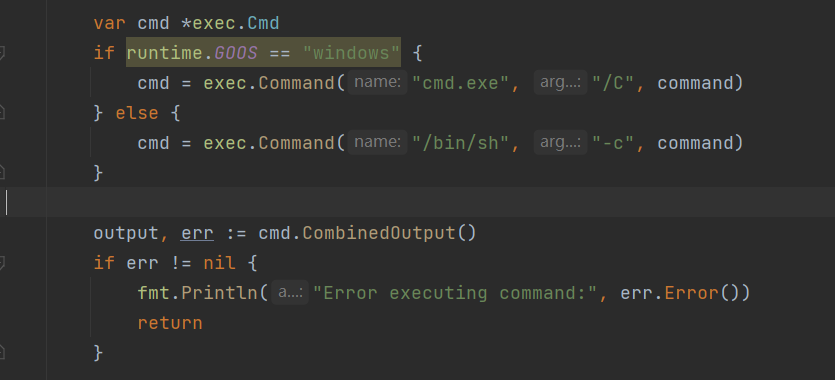 var cmd *exec.Cmd
if runtime.GOOS == "windows" {
cmd = exec.Command( name: "cmd.exe", arg...: "/C", command)
} else {
cmd = exec.Command( name: "/bin/sh", arg...: "-c", command)
}
output, err := cmd.CombinedOutput()
if err != nil {
fmt.Println( a...: "Error executing command:", err.Error())
return
}